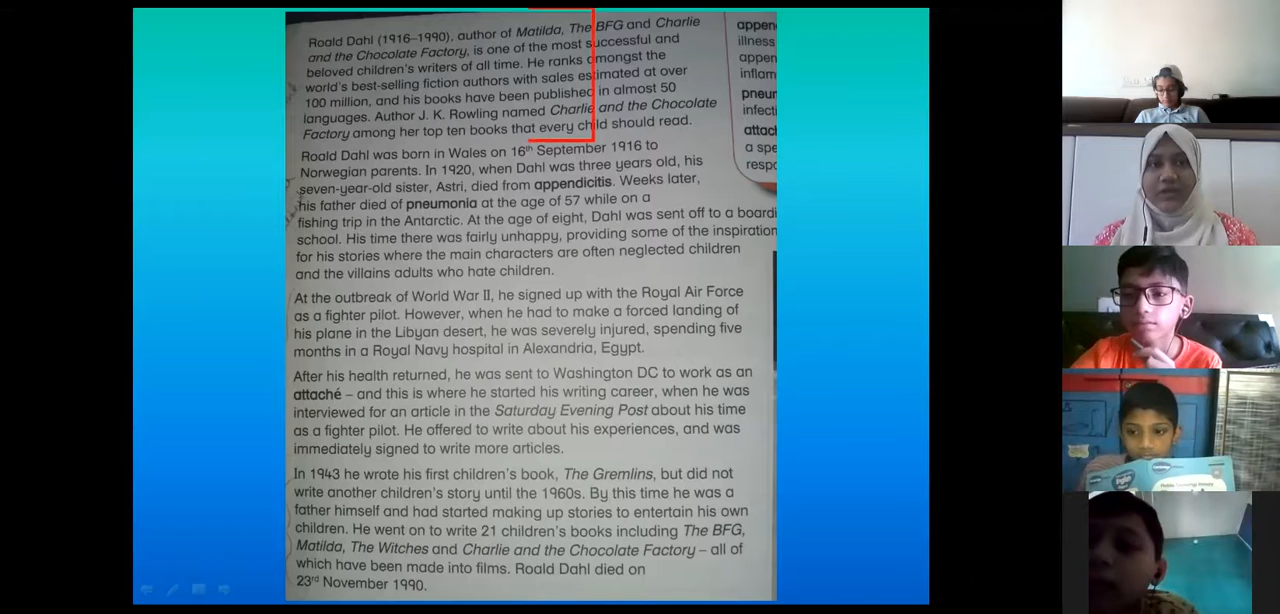 Roald Dahl (1916–1990), author of Matilda, The BFG and Charlie
and the Chocolate Factory, is one of the most successful and
beloved children's writers of all time. He ranks amongst the
world's best-selling fiction authors with sales estimated at over
100 million, and his books have been published in almost 50
languages. Author J. K. Rowling named Charlie and the Chocolate
Factory among her top ten books that every child should read.
Roald Dahl was born in Wales on 16th September 1916 to
Norwegian parents. In 1920, when Dahl was three years old, his
seven-year-old sister, Astri, died from appendicitis. Weeks later,
his father died of pneumonia at the age of 57 while on a
fishing trip in the Antarctic. At the age of eight, Dahl was sent off to a boardi
school. His time there was fairly unhappy, providing some of the inspiration
for his stories where the main characters are often neglected children
and the villains adults who hate children.
At the outbreak of World War II, he signed up with the Royal Air Force
as a fighter pilot. However, when he had to make a forced landing of
his plane in the Libyan desert, he was severely injured, spending five
months in a Royal Navy hospital in Alexandria, Egypt.
After his health returned, he was sent to Washington DC to work as an
attaché – and this is where he started his writing career, when he was
interviewed for an article in the Saturday Evening Post about his time
as a fighter pilot. He offered to write about his experiences, and was
immediately signed to write more articles.
In 1943 he wrote his first children's book, The Gremlins, but did not
write another children's story until the 1960s. By this time he was a
father himself and had started making up stories to entertain his own
children. He went on to write 21 children's books including The BFG,
Matilda, The Witches and Charlie and the Chocolate Factory – all of
which have been made into films. Roald Dahl died on
23rd November 1990.
appen
illness
appen
inflam
pneur
infecti
attac
a spe
respo